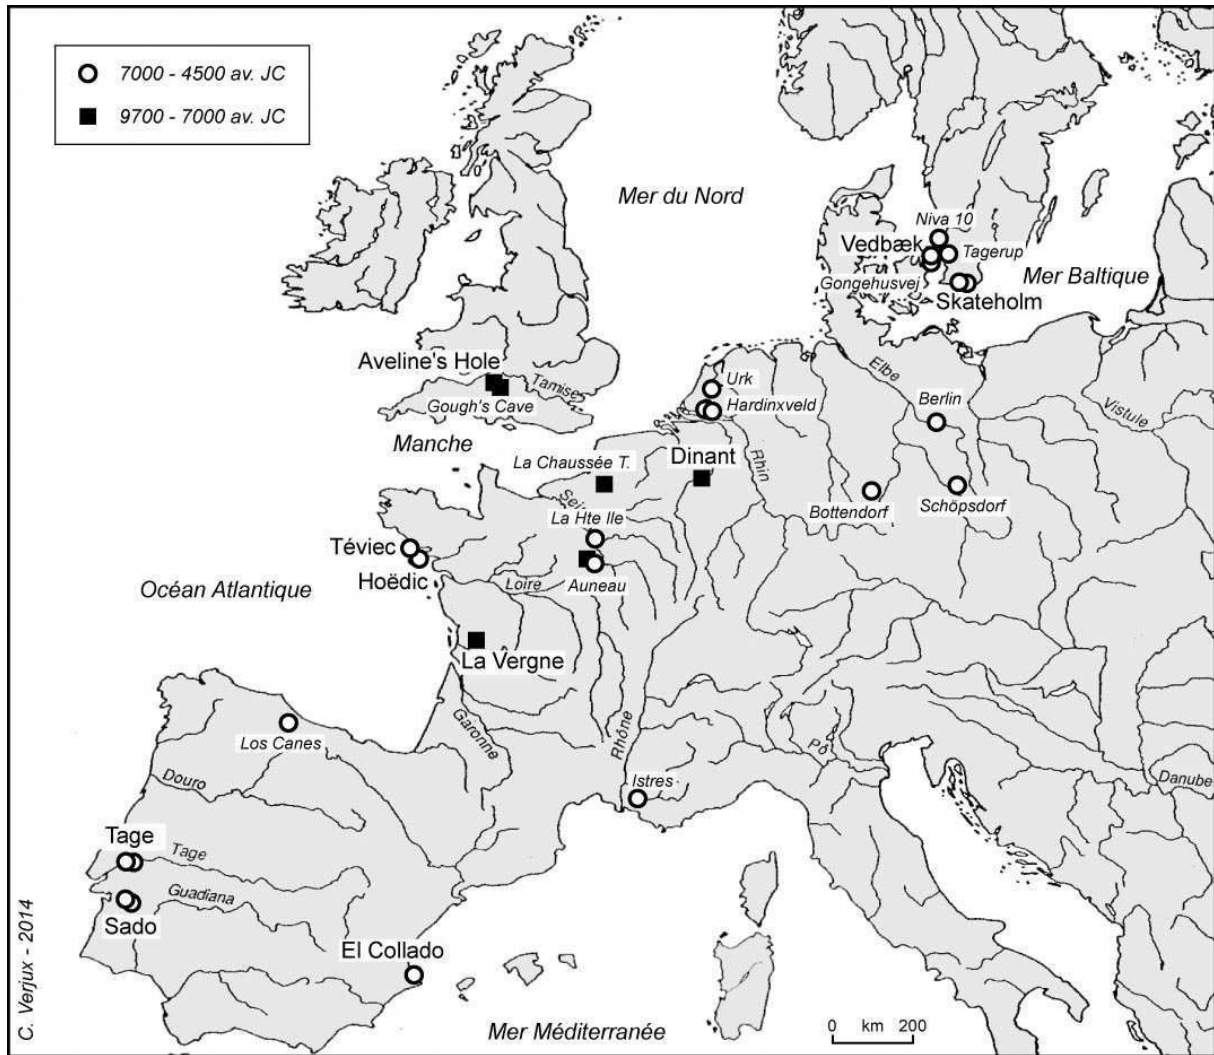 7000 - 4500 av. JC
9700 - 7000 av. JC
Mer du Nord
Niva 10
Vedbæk
Tagerup
Gongehusvej
Mer Baltique
Skateholm
Aveline's Hole
Tamise
Gough's Cave
Urk
Hardinxveld
Elbe
Berlin
Vistule
Manche
La Chaussée T.
Dinant
Rhin
Sei
La Hte Ile
Bottendorf
Schöpsdorf
Téviec
Hoëdic
Loire
Auneau
Océan Atlantique
La Vergne
Garonne
Rhône
Los Canes
Pô
Istres
Danube
Douro
Tage
Tage
Guadiana
Sado
El Collado
Mer Méditerranée
0 km 200
C. Verjux - 2014